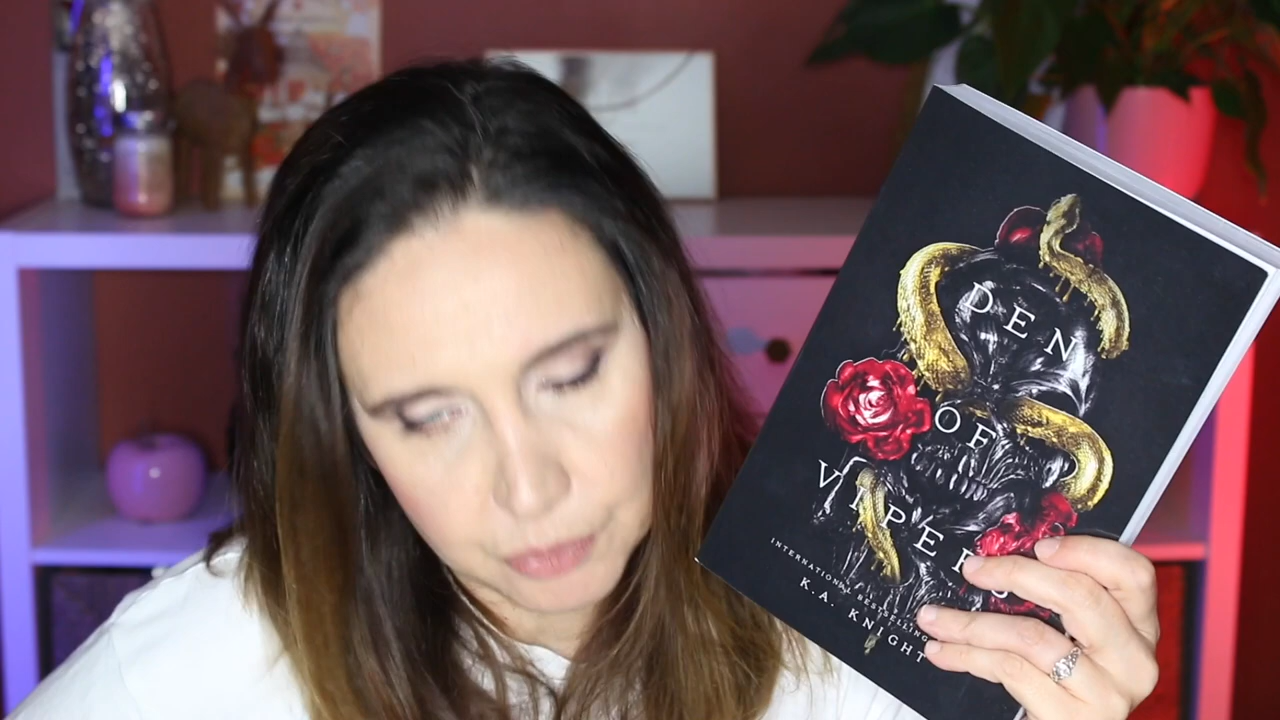 DEN
OF
VIPERS
INTERNATIONAL BESTSELLING
K.A. KNIGHT